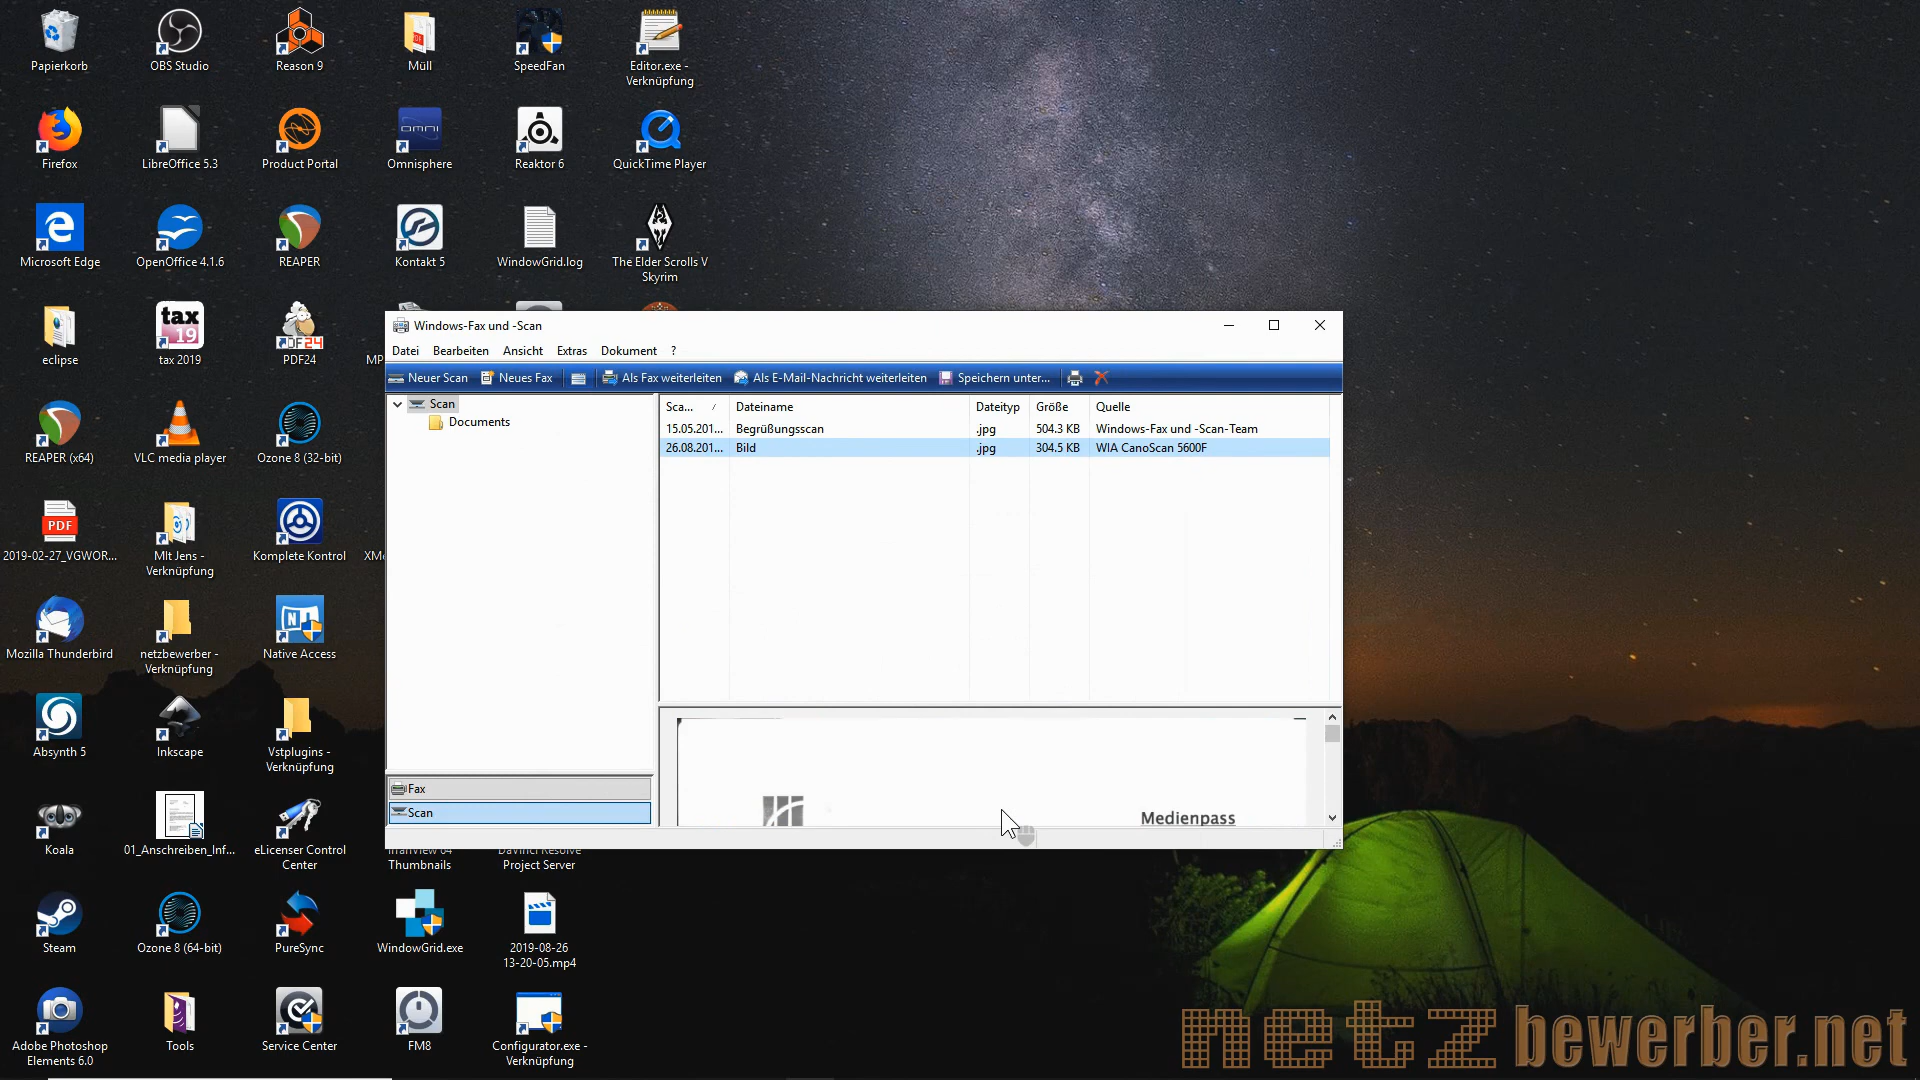 Papierkorb
OBS Studio
Reason 9
Müll
SpeedFan
Editor.exe -
Verknüpfung
Firefox
LibreOffice 5.3
Product Portal
OMNI
Omnisphere
Reaktor 6
QuickTime Player
Microsoft Edge
OpenOffice 4.1.6
REAPER
Kontakt 5
WindowGrid.log
The Elder Scrolls V
Skyrim
eclipse
tax
19
tax 2019
PDF24
MP
REAPER (x64)
VLC media player
Ozone 8 (32-bit)
PDF
2019-02-27_VGWOR...
MIt Jens -
Verknüpfung
Komplete Kontrol
XM
Mozilla Thunderbird
netzbewerber -
Verknüpfung
Native Access
Absynth 5
Inkscape
Vstplugins -
Verknüpfung
Koala
01_Anschreiben_Inf...
eLicenser Control
Center
Thumbnails
DaVinci Resolve
Project Server
Steam
Ozone 8 (64-bit)
PureSync
WindowGrid.exe
2019-08-26
13-20-05.mp4
Adobe Photoshop
Elements 6.0
Tools
Service Center
FM8
Configurator.exe -
Verknüpfung
Windows-Fax und -Scan
Datei Bearbeiten Ansicht Extras Dokument ?
Neuer Scan Neues Fax Als Fax weiterleiten Als E-Mail-Nachricht weiterleiten Speichern unter...
Scan
Documents
Fax
Scan
Sca... Dateiname Dateityp Größe Quelle
15.05.201... Begrüßungsscan .jpg 504.3 KB Windows-Fax und -Scan-Team
26.08.201... Bild .jpg 304.5 KB WIA CanoScan 5600F
Medienpass
netzbewerber.net